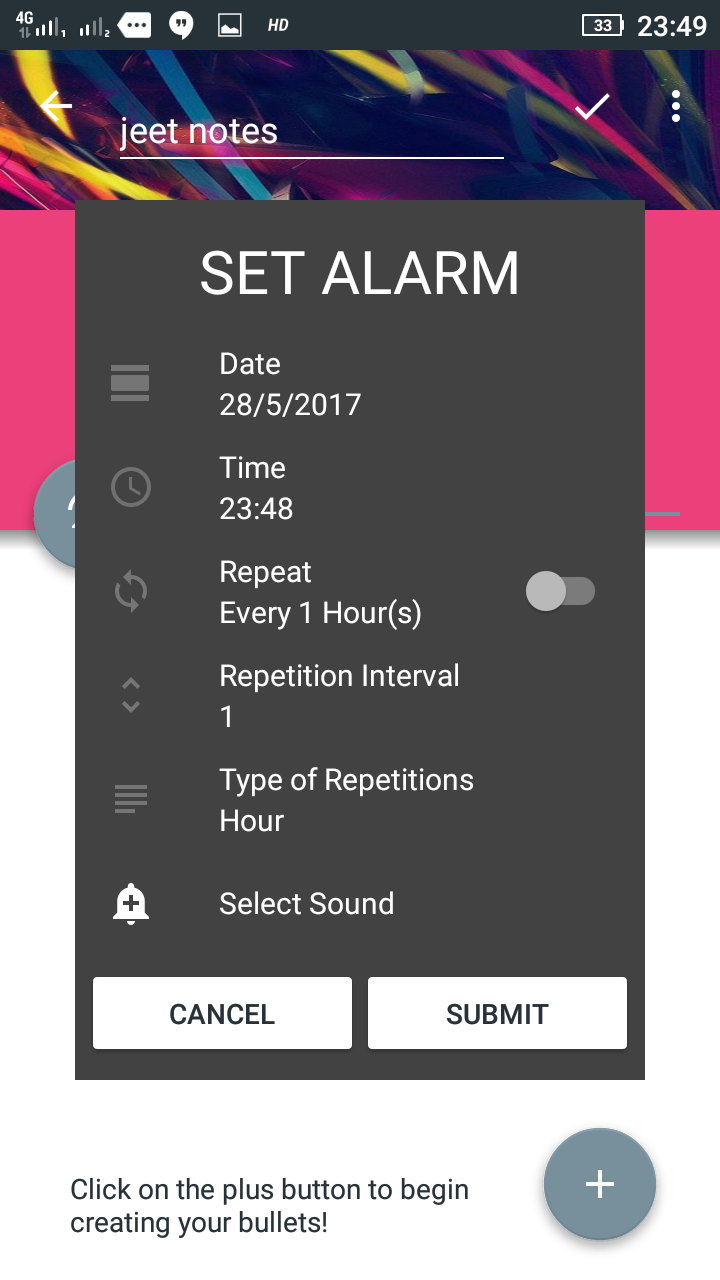 4G 1 2 HD 33 23:49
jeet notes
SET ALARM
Date
28/5/2017
Time
23:48
Repeat
Every 1 Hour(s)
Repetition Interval
1
Type of Repetitions
Hour
Select Sound
CANCEL SUBMIT
Click on the plus button to begin
creating your bullets!